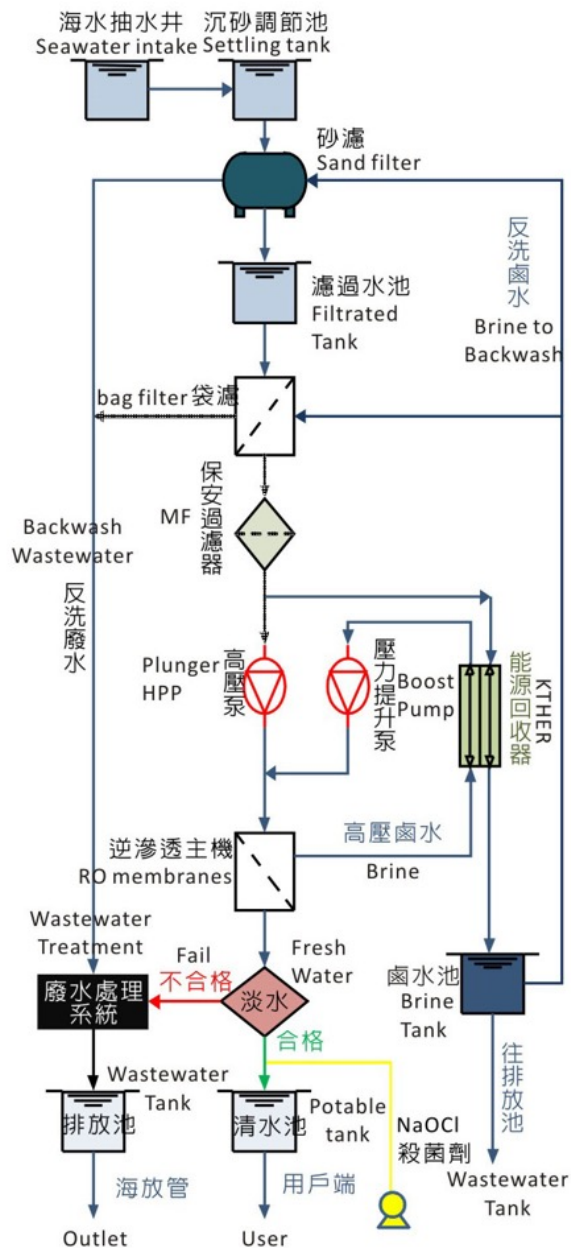 海水抽水井
Seawater intake
沉砂調節池
Settling tank
砂濾
Sand filter
反洗鹵水
Brine to
Backwash
濾過水池
Filtrated
Tank
bag filter 袋濾
保安過濾器
MF
Backwash
Wastewater
反洗廢水
Plunger
HPP
高壓泵
壓力提升泵
Boost
Pump
能源回收器
KTHER
逆滲透主機
RO membranes
高壓鹵水
Brine
Wastewater
Treatment
Fail
不合格
Fresh
Water
廢水處理
系統
淡水
合格
鹵水池
Brine
Tank
Wastewater
Tank
排放池
清水池
Potable
tank
NaOCl
殺菌劑
往排放池
Wastewater
Tank
海放管
用戶端
Outlet
User